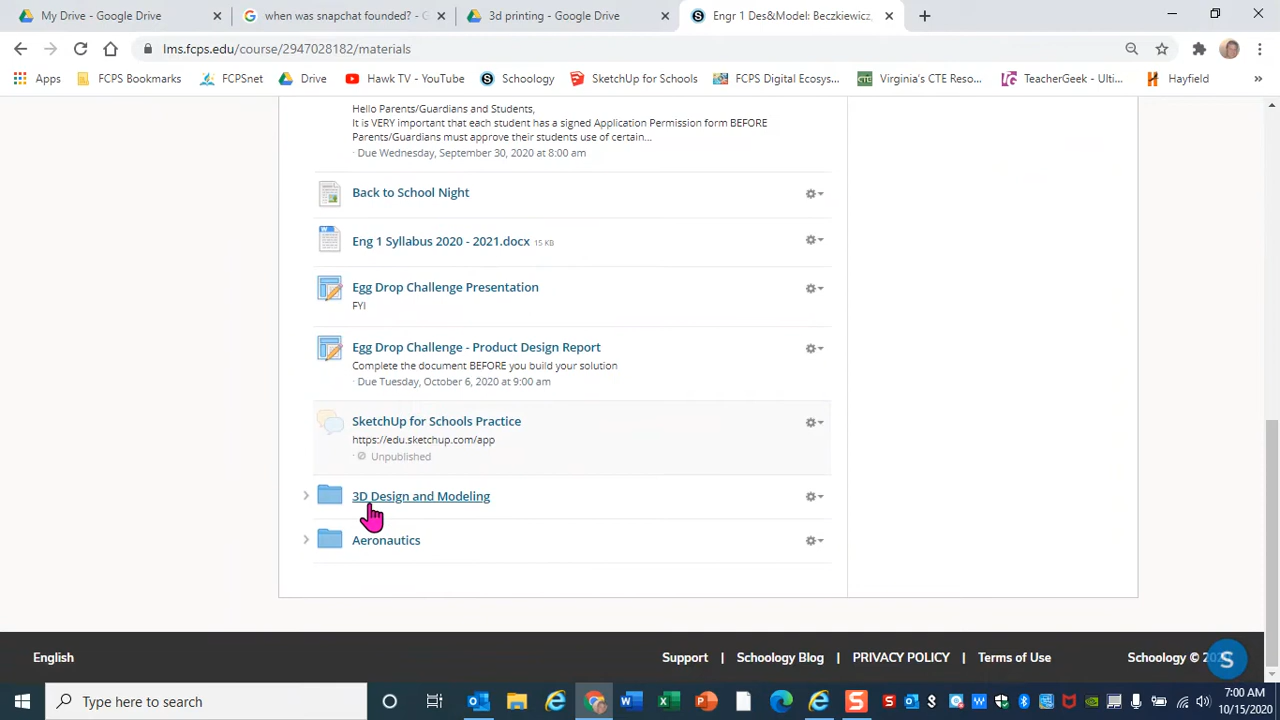 My Drive - Google Drive
when was snapchat founded? - G
3d printing - Google Drive
Engr 1 Des&Model: Beczkiewicz,
lms.fcps.edu/course/2947028182/materials
Apps
FCPS Bookmarks
FCPSnet
Drive
Hawk TV - YouTube
Schoology
SketchUp for Schools
FCPS Digital Ecosys...
Virginia's CTE Reso...
TeacherGeek - Ulti...
Hayfield
Hello Parents/Guardians and Students,
It is VERY important that each student has a signed Application Permission form BEFORE
Parents/Guardians must approve their students use of certain...
· Due Wednesday, September 30, 2020 at 8:00 am
Back to School Night
Eng 1 Syllabus 2020 - 2021.docx 15 KB
Egg Drop Challenge Presentation
FYI
Egg Drop Challenge - Product Design Report
Complete the document BEFORE you build your solution
· Due Tuesday, October 6, 2020 at 9:00 am
SketchUp for Schools Practice
https://edu.sketchup.com/app
· Unpublished
3D Design and Modeling
Aeronautics
English
Support | Schoology Blog | PRIVACY POLICY | Terms of Use
Schoology ©
S
Type here to search
7:00 AM
10/15/2020